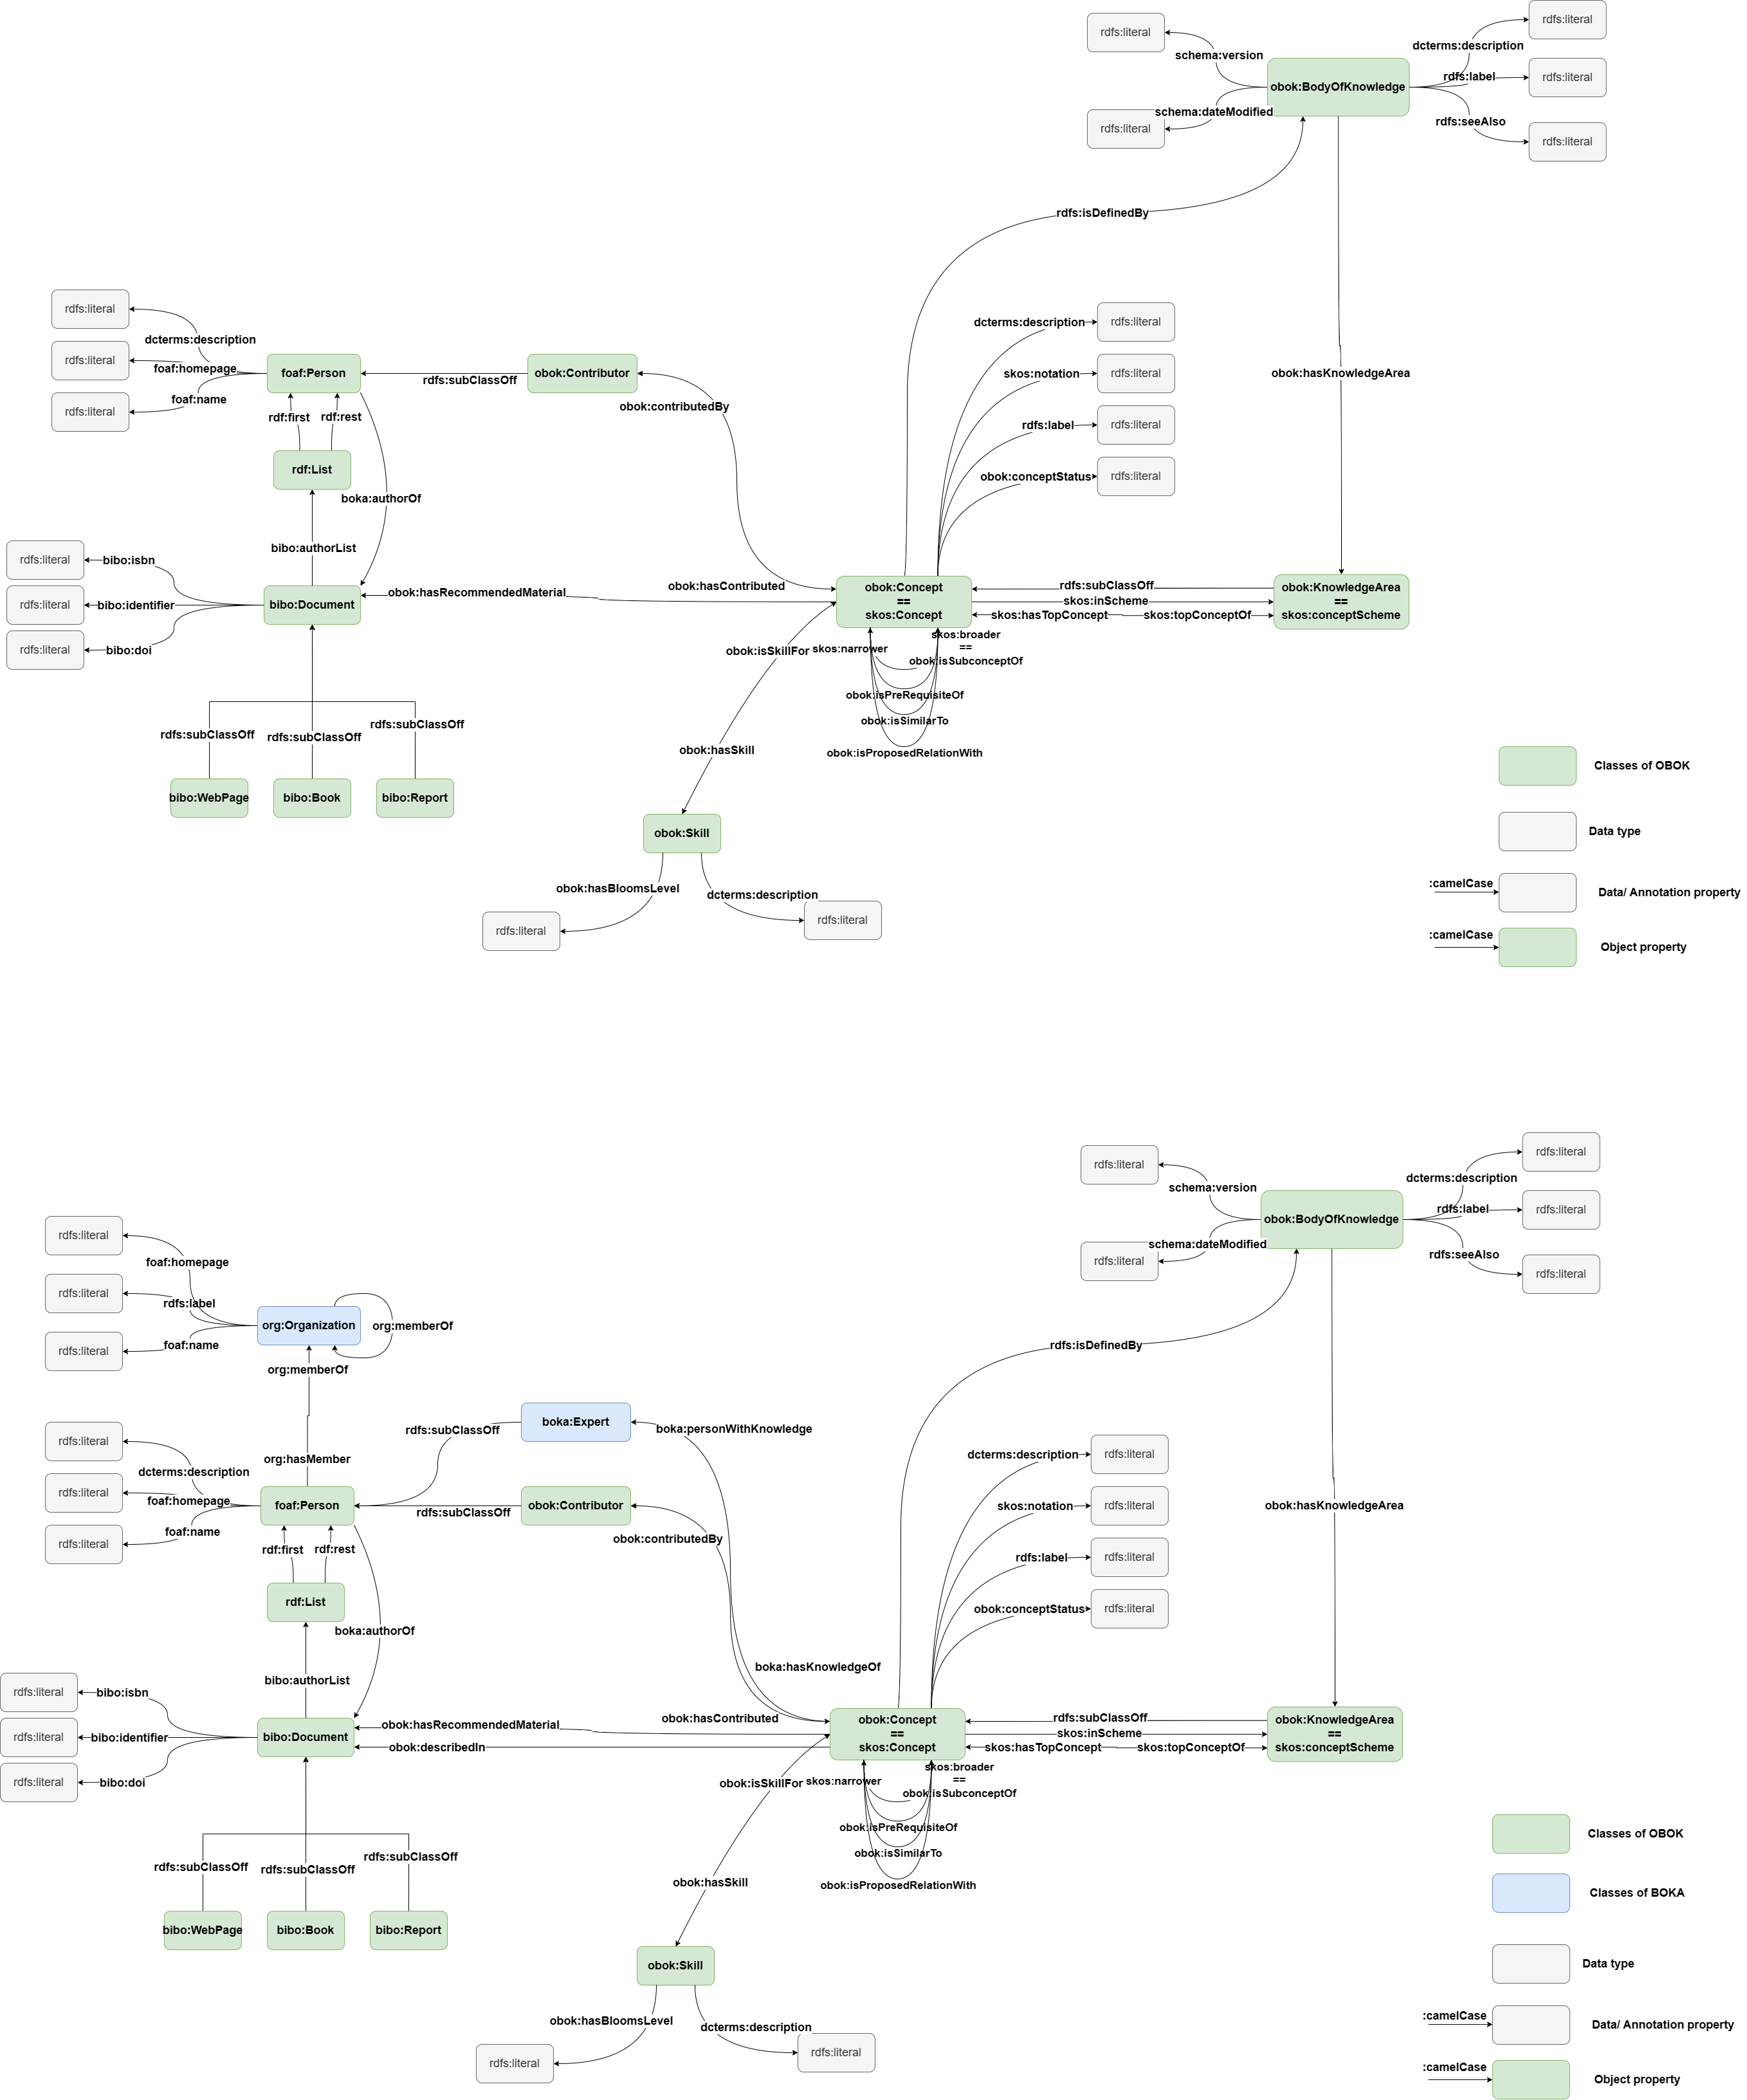 rdfs:literal
rdfs:literal
schema:version
dcterms:description
obok:BodyOfKnowledge
rdfs:label
rdfs:literal
schema:dateModified
rdfs:literal
rdfs:seeAlso
rdfs:literal
rdfs:isDefinedBy
rdfs:literal
dcterms:description
rdfs:literal
dcterms:description
rdfs:literal
rdfs:literal
foaf:homepage
foaf:Person
rdfs:subClassOff
obok:Contributor
skos:notation
rdfs:literal
obok:hasKnowledgeArea
foaf:name
rdfs:literal
obok:contributedBy
rdf:first
rdf:rest
rdfs:label
rdfs:literal
rdf:List
obok:conceptStatus
rdfs:literal
boka:authorOf
bibo:authorList
rdfs:literal
bibo:isbn
obok:hasRecommendedMaterial
obok:hasContributed
obok:Concept
==
skos:Concept
rdfs:subClassOff
skos:inScheme
skos:hasTopConcept
skos:topConceptOf
obok:KnowledgeArea
==
skos:conceptScheme
rdfs:literal
bibo:identifier
bibo:Document
rdfs:literal
bibo:doi
obok:isSkillFor
skos:narrower
skos:broader
==
obok:isSubconceptOf
obok:isPreRequisiteOf
obok:isSimilarTo
obok:isProposedRelationWith
rdfs:subClassOff
rdfs:subClassOff
rdfs:subClassOff
obok:hasSkill
bibo:WebPage
bibo:Book
bibo:Report
Classes of OBOK
obok:Skill
Data type
obok:hasBloomsLevel
dcterms:description
:camelCase
Data/ Annotation property
rdfs:literal
rdfs:literal
:camelCase
Object property
rdfs:literal
rdfs:literal
schema:version
dcterms:description
obok:BodyOfKnowledge
rdfs:label
rdfs:literal
schema:dateModified
rdfs:literal
rdfs:seeAlso
rdfs:literal
rdfs:literal
foaf:homepage
rdfs:literal
rdfs:label
org:Organization
org:memberOf
rdfs:literal
foaf:name
rdfs:isDefinedBy
org:memberOf
boka:Expert
boka:personWithKnowledge
rdfs:subClassOff
rdfs:literal
org:hasMember
dcterms:description
rdfs:literal
dcterms:description
rdfs:literal
foaf:homepage
foaf:Person
rdfs:subClassOff
obok:Contributor
skos:notation
rdfs:literal
obok:hasKnowledgeArea
rdfs:literal
foaf:name
obok:contributedBy
rdf:first
rdf:rest
rdfs:label
rdfs:literal
rdf:List
obok:conceptStatus
rdfs:literal
boka:authorOf
bibo:authorList
boka:hasKnowledgeOf
rdfs:literal
bibo:isbn
obok:hasRecommendedMaterial
obok:hasContributed
obok:describedIn
obok:Concept
==
skos:Concept
rdfs:subClassOff
skos:inScheme
skos:hasTopConcept
skos:topConceptOf
obok:KnowledgeArea
==
skos:conceptScheme
rdfs:literal
bibo:identifier
bibo:Document
rdfs:literal
bibo:doi
obok:isSkillFor
skos:narrower
skos:broader
==
obok:isSubconceptOf
obok:isPreRequisiteOf
obok:isSimilarTo
obok:isProposedRelationWith
rdfs:subClassOff
rdfs:subClassOff
rdfs:subClassOff
obok:hasSkill
Classes of OBOK
Classes of BOKA
bibo:WebPage
bibo:Book
bibo:Report
obok:Skill
Data type
obok:hasBloomsLevel
dcterms:description
:camelCase
Data/ Annotation property
rdfs:literal
rdfs:literal
:camelCase
Object property